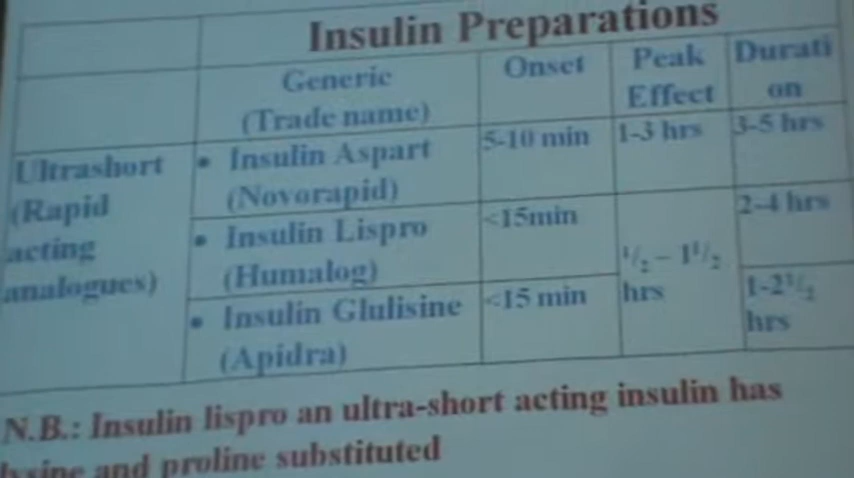 Insulin Preparations
Generic
(Trade name)
Onset
Peak
Effect
Durati
on
Ultrashort
(Rapid
acting
analogues)
• Insulin Aspart
(Novorapid)
5-10 min
1-3 hrs
3-5 hrs
• Insulin Lispro
(Humalog)
<15min
½ – 1½
hrs
2-4 hrs
• Insulin Glulisine
(Apidra)
<15 min
1-2½
hrs
N.B.: Insulin lispro an ultra-short acting insulin has
lysine and proline substituted